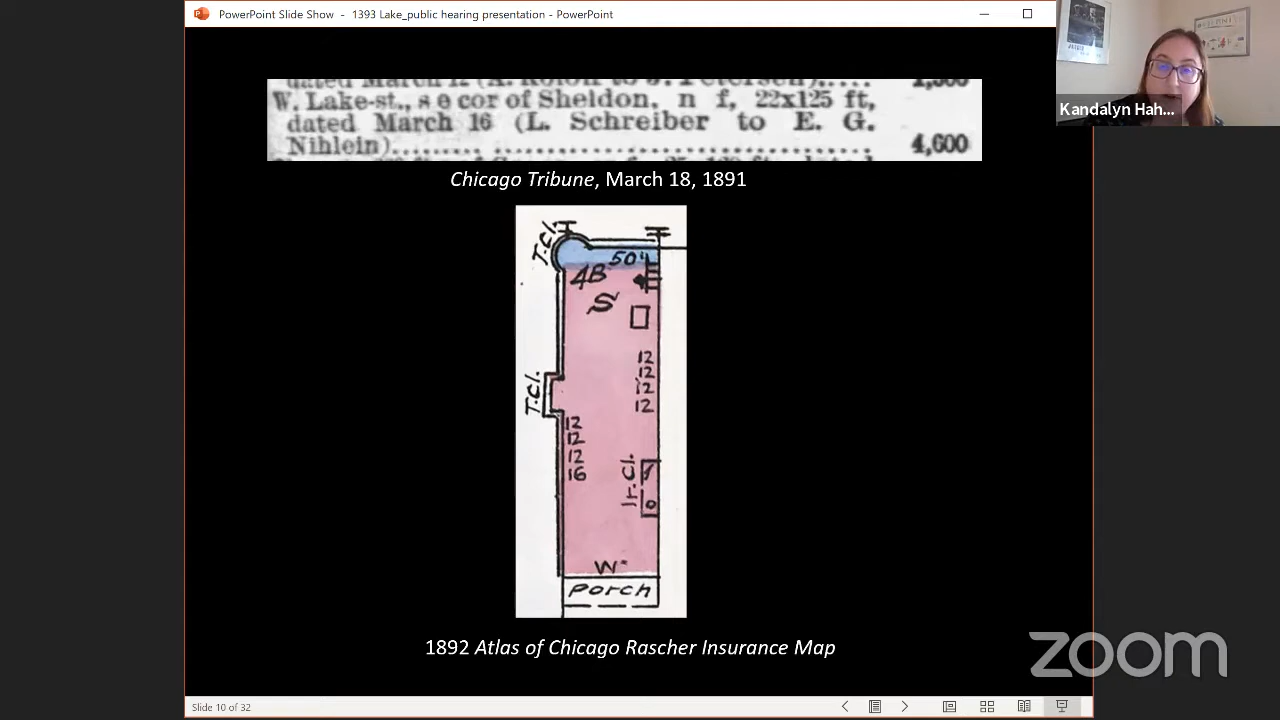 PowerPoint Slide Show - 1393 Lake_public hearing presentation - PowerPoint
Kandalyn Hah...
W. Lake-st., s e cor of Sheldon, n f, 22x125 ft,
dated March 16 (L. Schreiber to E. G.
Nihlein)........ 4,600
Chicago Tribune, March 18, 1891
T.Cl.
50'
4B
S
12
12
12
12
T.Cl.
12
12
12
16
Ir.Cl.
W
Porch
1892 Atlas of Chicago Rascher Insurance Map
zoom
Slide 10 of 32